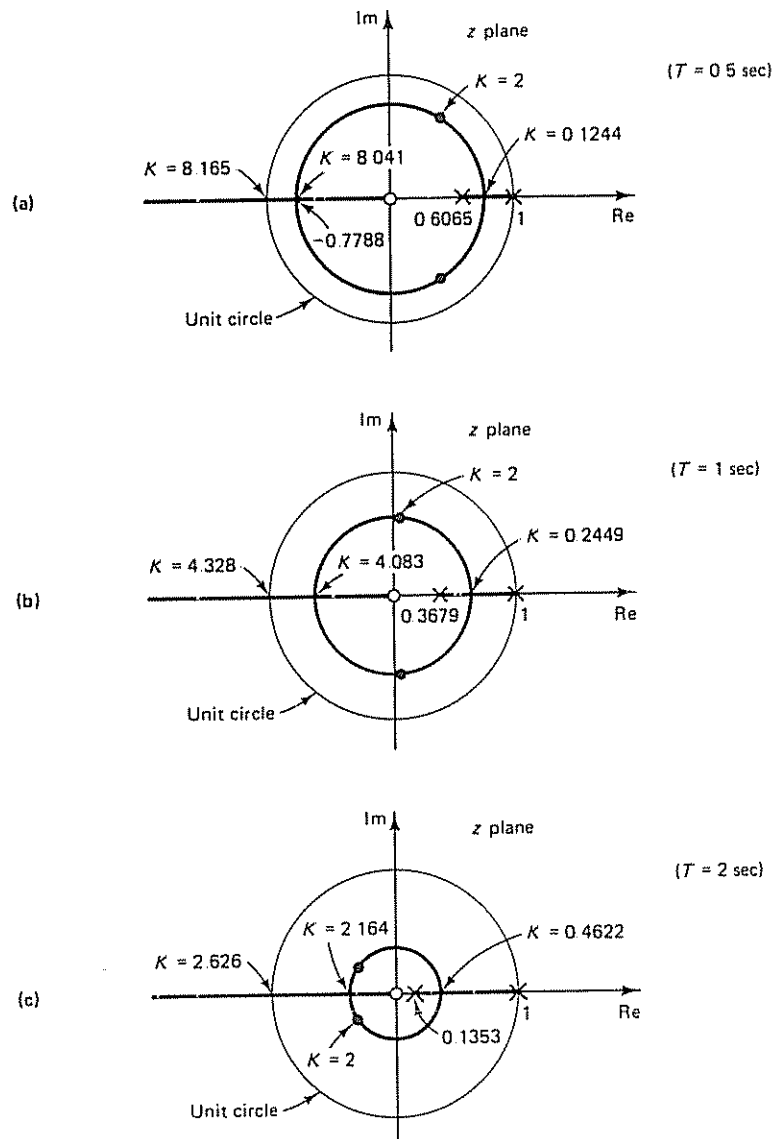 Im
z plane
(T = 0 5 sec)
K = 2
K = 0 1244
K = 8 041
K = 8.165
(a)
0 6065
1
Re
−0.7788
Unit circle
Im
z plane
(T = 1 sec)
K = 2
K = 0.2449
K = 4.083
K = 4.328
(b)
0.3679
1
Re
Unit circle
Im
z plane
(T = 2 sec)
K = 2 164
K = 0.4622
K = 2.626
(c)
1
Re
0.1353
K = 2
Unit circle